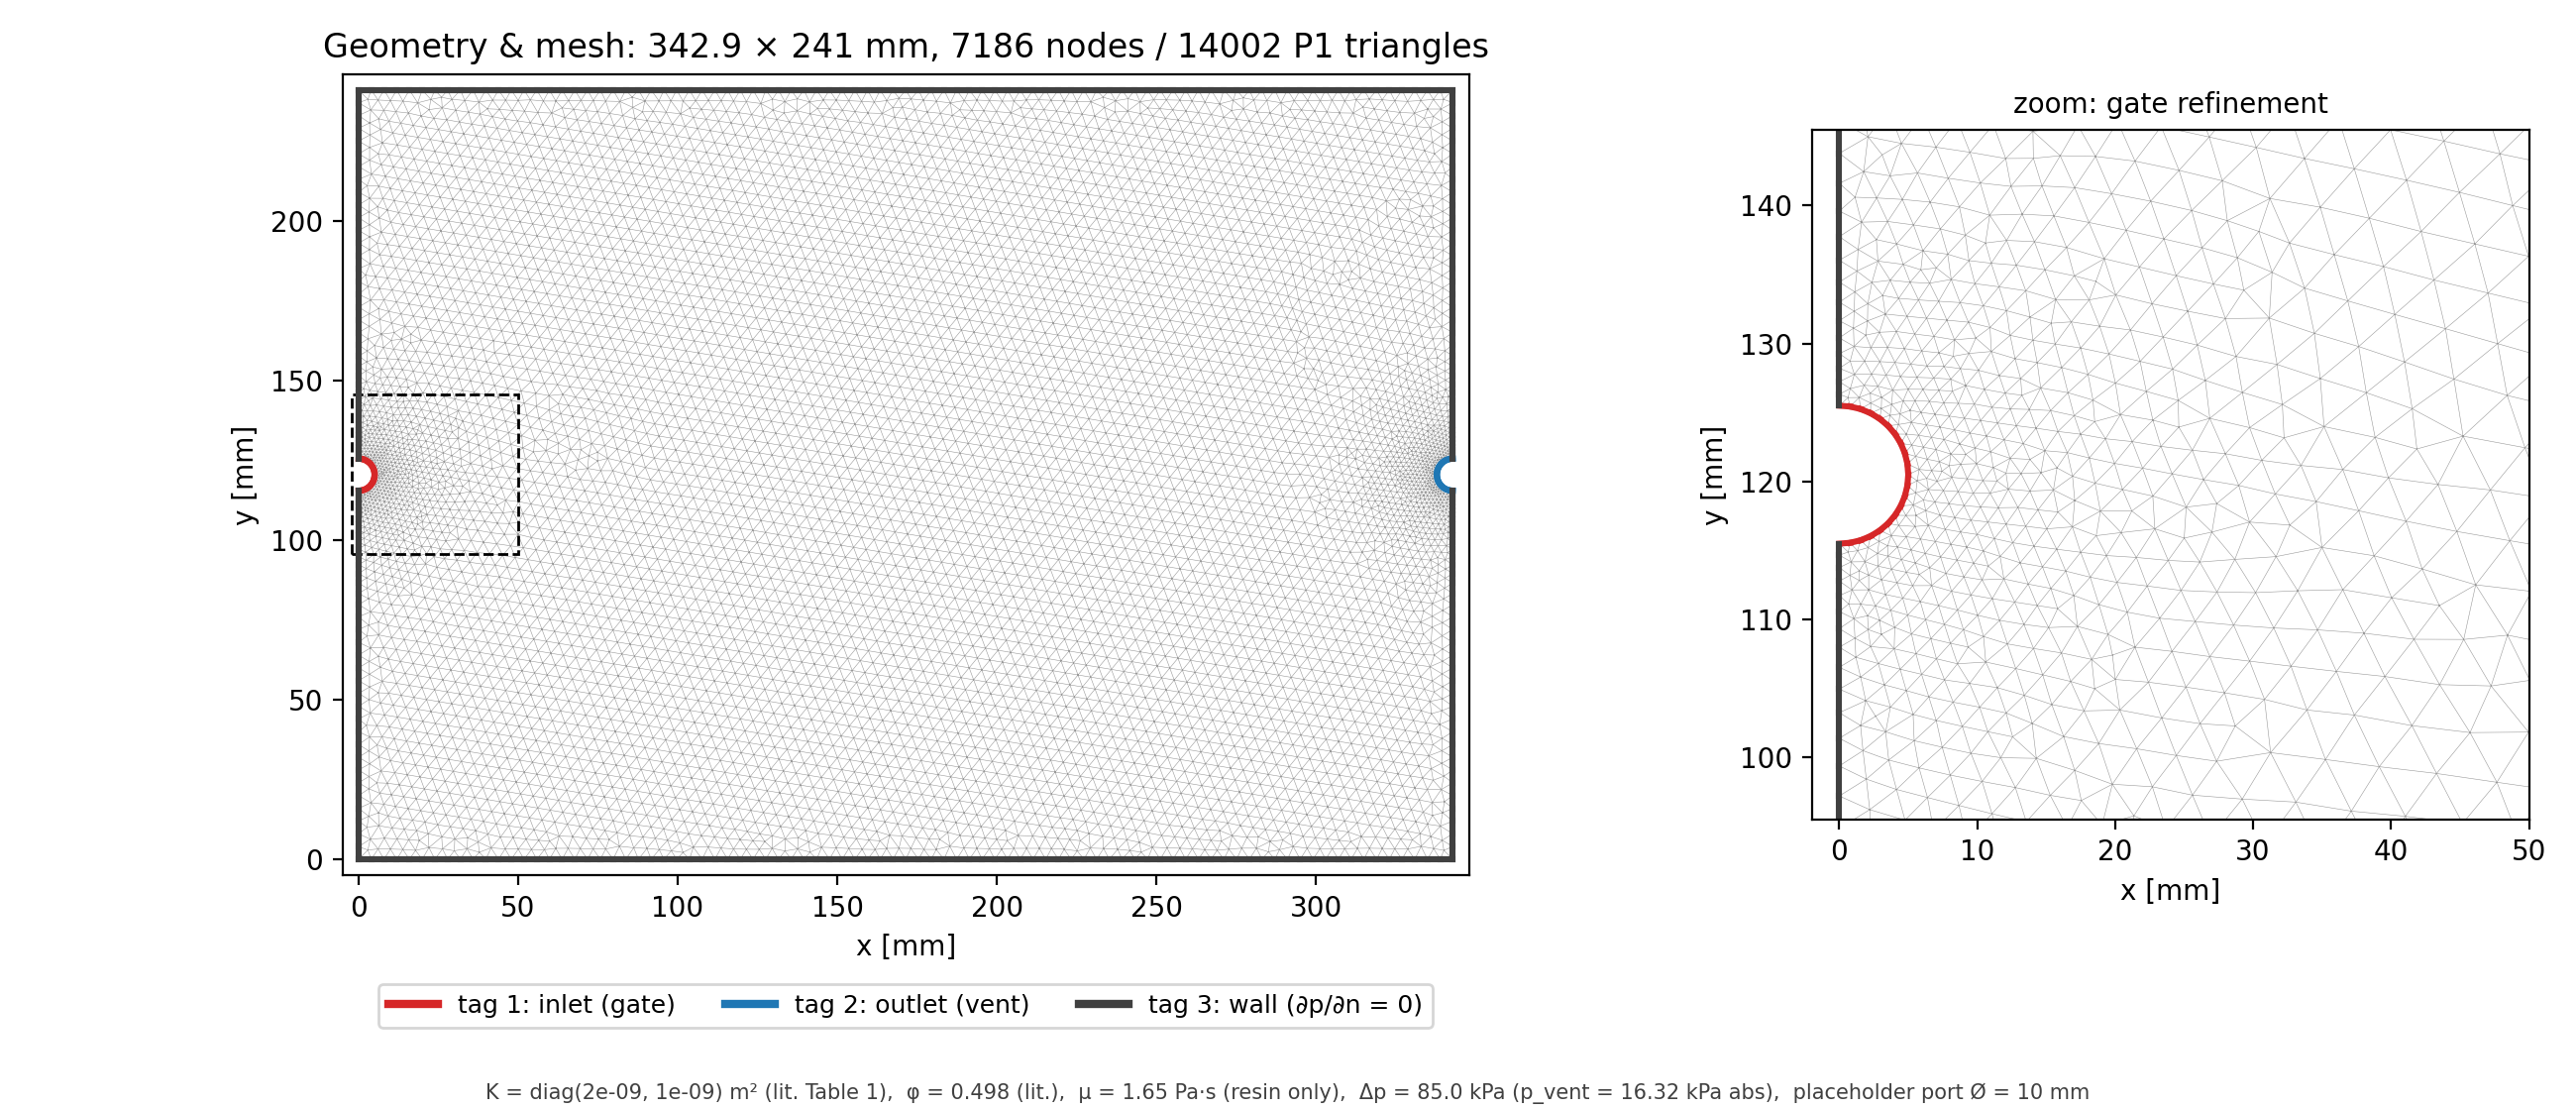 Geometry & mesh: 342.9 × 241 mm, 7186 nodes / 14002 P1 triangles
zoom: gate refinement
y [mm]
200
150
100
50
0
0 50 100 150 200 250 300
x [mm]
y [mm]
140
130
120
110
100
0 10 20 30 40 50
x [mm]
tag 1: inlet (gate) tag 2: outlet (vent) tag 3: wall (∂p/∂n = 0)
K = diag(2e-09, 1e-09) m² (lit. Table 1), φ = 0.498 (lit.), μ = 1.65 Pa·s (resin only), Δp = 85.0 kPa (p_vent = 16.32 kPa abs), placeholder port Ø = 10 mm